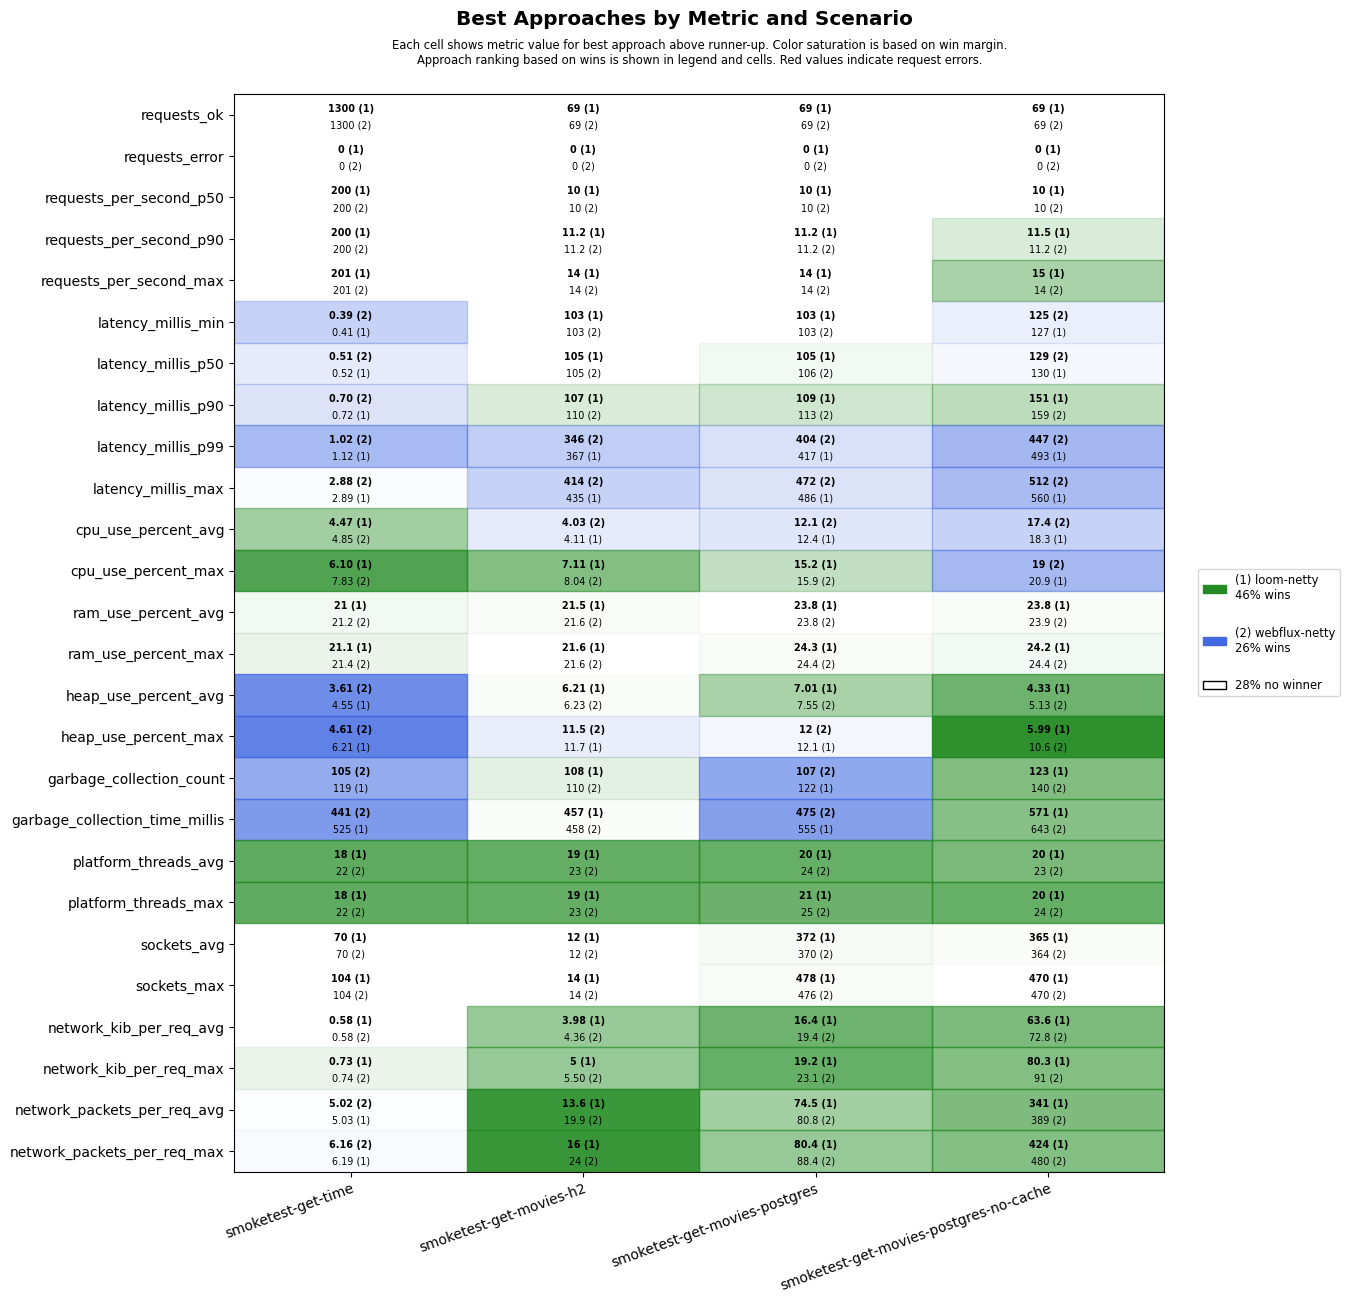 Best Approaches by Metric and Scenario
Each cell shows metric value for best approach above runner-up. Color saturation is based on win margin.
Approach ranking based on wins is shown in legend and cells. Red values indicate request errors.
requests_ok
1300 (1) 69 (1) 69 (1) 69 (1)
1300 (2) 69 (2) 69 (2) 69 (2)
requests_error
0 (1) 0 (1) 0 (1) 0 (1)
0 (2) 0 (2) 0 (2) 0 (2)
requests_per_second_p50
200 (1) 10 (1) 10 (1) 10 (1)
200 (2) 10 (2) 10 (2) 10 (2)
requests_per_second_p90
200 (1) 11.2 (1) 11.2 (1) 11.5 (1)
200 (2) 11.2 (2) 11.2 (2) 11.2 (2)
requests_per_second_max
201 (1) 14 (1) 14 (1) 15 (1)
201 (2) 14 (2) 14 (2) 14 (2)
latency_millis_min
0.39 (2) 103 (1) 103 (1) 125 (2)
0.41 (1) 103 (2) 103 (2) 127 (1)
latency_millis_p50
0.51 (2) 105 (1) 105 (1) 129 (2)
0.52 (1) 105 (2) 106 (2) 130 (1)
latency_millis_p90
0.70 (2) 107 (1) 109 (1) 151 (1)
0.72 (1) 110 (2) 113 (2) 159 (2)
latency_millis_p99
1.02 (2) 346 (2) 404 (2) 447 (2)
1.12 (1) 367 (1) 417 (1) 493 (1)
latency_millis_max
2.88 (2) 414 (2) 472 (2) 512 (2)
2.89 (1) 435 (1) 486 (1) 560 (1)
cpu_use_percent_avg
4.47 (1) 4.03 (2) 12.1 (2) 17.4 (2)
4.85 (2) 4.11 (1) 12.4 (1) 18.3 (1)
cpu_use_percent_max
6.10 (1) 7.11 (1) 15.2 (1) 19 (2)
7.83 (2) 8.04 (2) 15.9 (2) 20.9 (1)
ram_use_percent_avg
21 (1) 21.5 (1) 23.8 (1) 23.8 (1)
21.2 (2) 21.6 (2) 23.8 (2) 23.9 (2)
ram_use_percent_max
21.1 (1) 21.6 (1) 24.3 (1) 24.2 (1)
21.4 (2) 21.6 (2) 24.4 (2) 24.4 (2)
heap_use_percent_avg
3.61 (2) 6.21 (1) 7.01 (1) 4.33 (1)
4.55 (1) 6.23 (2) 7.55 (2) 5.13 (2)
heap_use_percent_max
4.61 (2) 11.5 (2) 12 (2) 5.99 (1)
6.21 (1) 11.7 (1) 12.1 (1) 10.6 (2)
garbage_collection_count
105 (2) 108 (1) 107 (2) 123 (1)
119 (1) 110 (2) 122 (1) 140 (2)
garbage_collection_time_millis
441 (2) 457 (1) 475 (2) 571 (1)
525 (1) 458 (2) 555 (1) 643 (2)
platform_threads_avg
18 (1) 19 (1) 20 (1) 20 (1)
22 (2) 23 (2) 24 (2) 23 (2)
platform_threads_max
18 (1) 19 (1) 21 (1) 20 (1)
22 (2) 23 (2) 25 (2) 24 (2)
sockets_avg
70 (1) 12 (1) 372 (1) 365 (1)
70 (2) 12 (2) 370 (2) 364 (2)
sockets_max
104 (1) 14 (1) 478 (1) 470 (1)
104 (2) 14 (2) 476 (2) 470 (2)
network_kib_per_req_avg
0.58 (1) 3.98 (1) 16.4 (1) 63.6 (1)
0.58 (2) 4.36 (2) 19.4 (2) 72.8 (2)
network_kib_per_req_max
0.73 (1) 5 (1) 19.2 (1) 80.3 (1)
0.74 (2) 5.50 (2) 23.1 (2) 91 (2)
network_packets_per_req_avg
5.02 (2) 13.6 (1) 74.5 (1) 341 (1)
5.03 (1) 19.9 (2) 80.8 (2) 389 (2)
network_packets_per_req_max
6.16 (2) 16 (1) 80.4 (1) 424 (1)
6.19 (1) 24 (2) 88.4 (2) 480 (2)
smoketest-get-time
smoketest-get-movies-h2
smoketest-get-movies-postgres
smoketest-get-movies-postgres-no-cache
(1) loom-netty
46% wins
(2) webflux-netty
26% wins
28% no winner